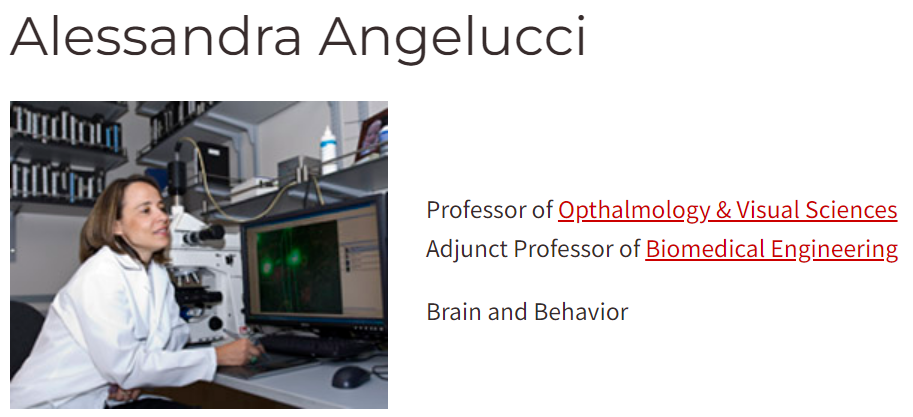 Alessandra Angelucci
Professor of Opthalmology & Visual Sciences
Adjunct Professor of Biomedical Engineering
Brain and Behavior